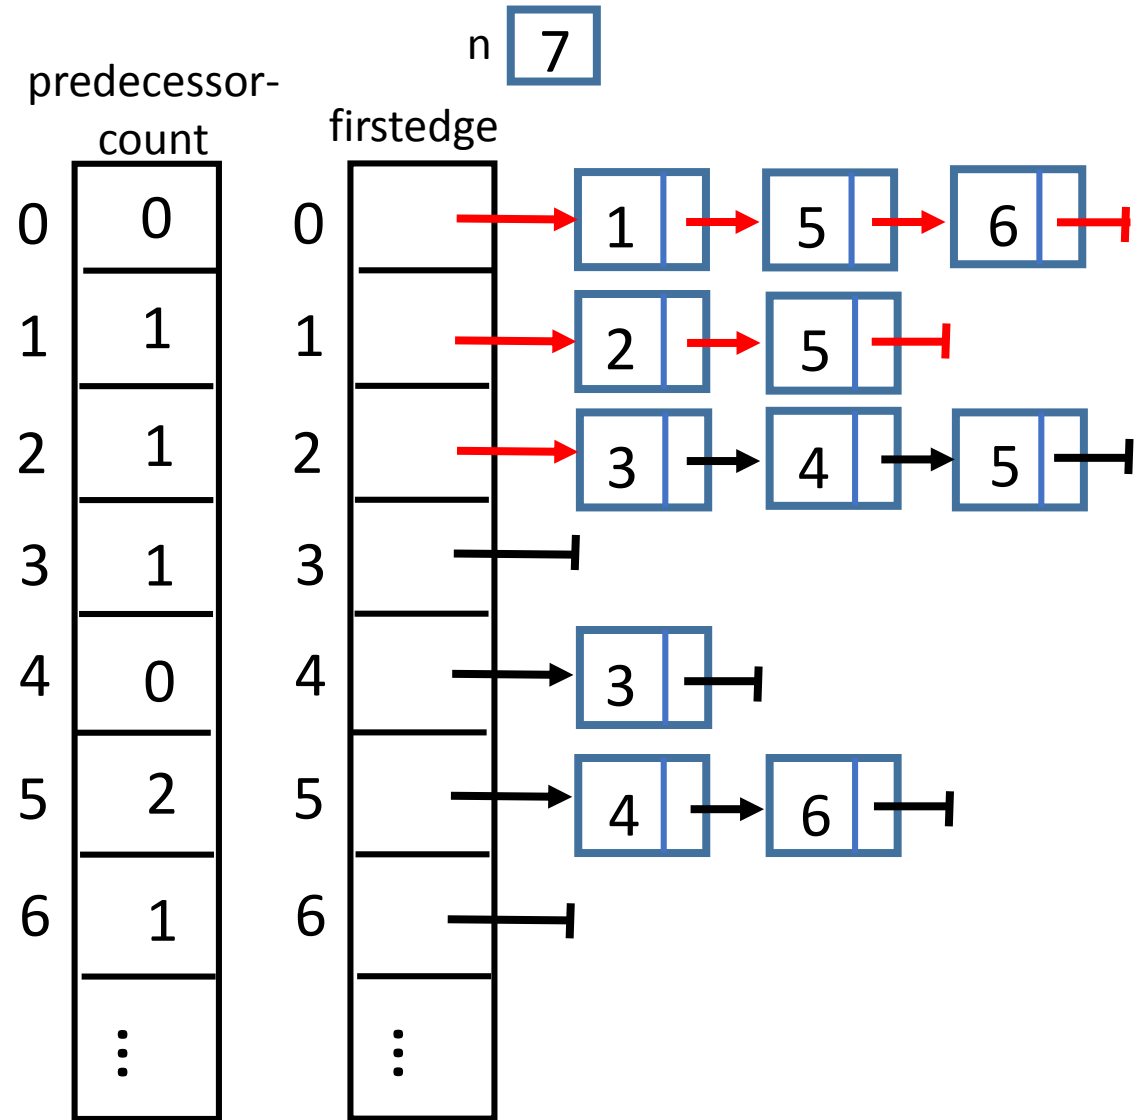 n 7
predecessor-
count
firstedge
0 0 0 1 5 6
1 1 1 2 5
2 1 2 3 4 5
3 1 3
4 0 4 3
5 2 5 4 6
6 1 6
⋮ ⋮